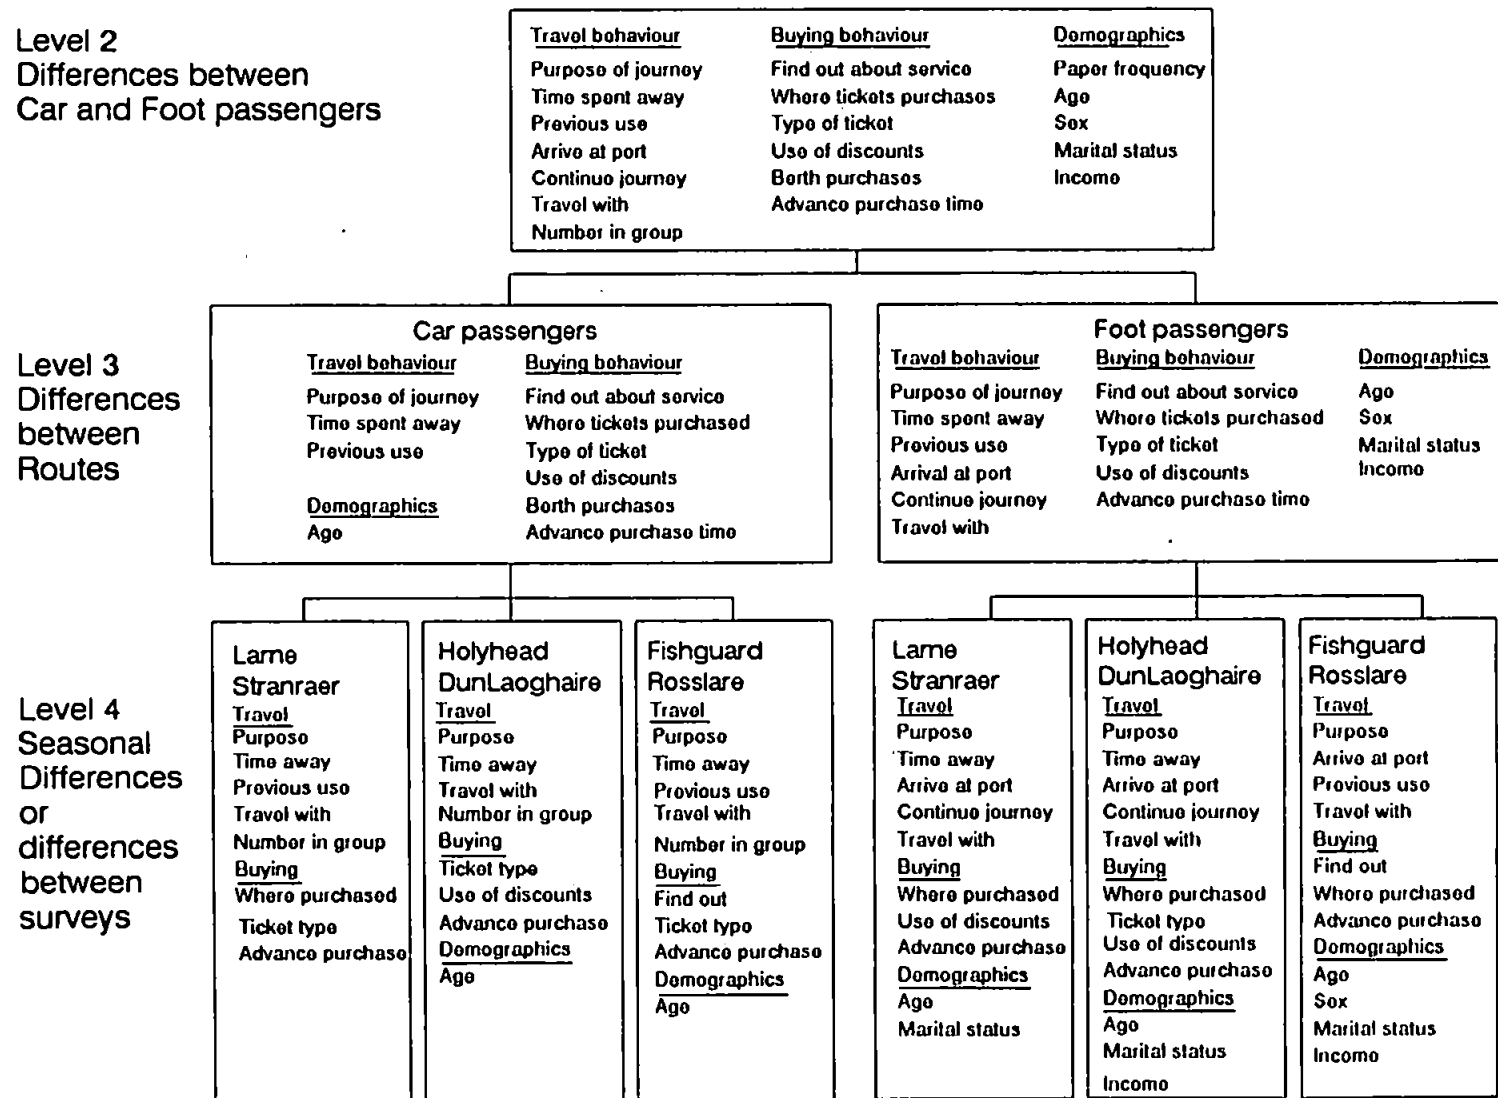 Level 2
Differences between
Car and Foot passengers
Travel behaviour
Purpose of journey
Time spent away
Previous use
Arrive at port
Continue journey
Travel with
Number in group
Buying behaviour
Find out about service
Where tickets purchases
Type of ticket
Use of discounts
Berth purchases
Advance purchase time
Demographics
Paper frequency
Age
Sex
Marital status
Income
Level 3
Differences
between
Routes
Car passengers
Travel behaviour
Purpose of journey
Time spent away
Previous use
Demographics
Age
Buying behaviour
Find out about service
Where tickets purchased
Type of ticket
Use of discounts
Berth purchases
Advance purchase time
Foot passengers
Travel behaviour
Purpose of journey
Time spent away
Previous use
Arrival at port
Continue journey
Travel with
Buying behaviour
Find out about service
Where tickets purchased
Type of ticket
Use of discounts
Advance purchase time
Demographics
Age
Sex
Marital status
Income
Level 4
Seasonal
Differences
or
differences
between
surveys
Larne
Stranraer
Travel
Purpose
Time away
Previous use
Travel with
Number in group
Buying
Where purchased
Ticket type
Advance purchase
Holyhead
DunLaoghaire
Travel
Purpose
Time away
Travel with
Number in group
Buying
Ticket type
Use of discounts
Advance purchase
Demographics
Age
Fishguard
Rosslare
Travel
Purpose
Time away
Previous use
Travel with
Number in group
Buying
Find out
Ticket type
Advance purchase
Demographics
Age
Larne
Stranraer
Travel
Purpose
Time away
Arrive at port
Continue journey
Travel with
Buying
Where purchased
Use of discounts
Advance purchase
Demographics
Age
Marital status
Holyhead
DunLaoghaire
Travel
Purpose
Time away
Arrive at port
Continue journey
Travel with
Buying
Where purchased
Ticket type
Use of discounts
Advance purchase
Demographics
Age
Marital status
Income
Fishguard
Rosslare
Travel
Purpose
Arrive at port
Previous use
Travel with
Buying
Find out
Where purchased
Advance purchase
Demographics
Age
Sex
Marital status
Income